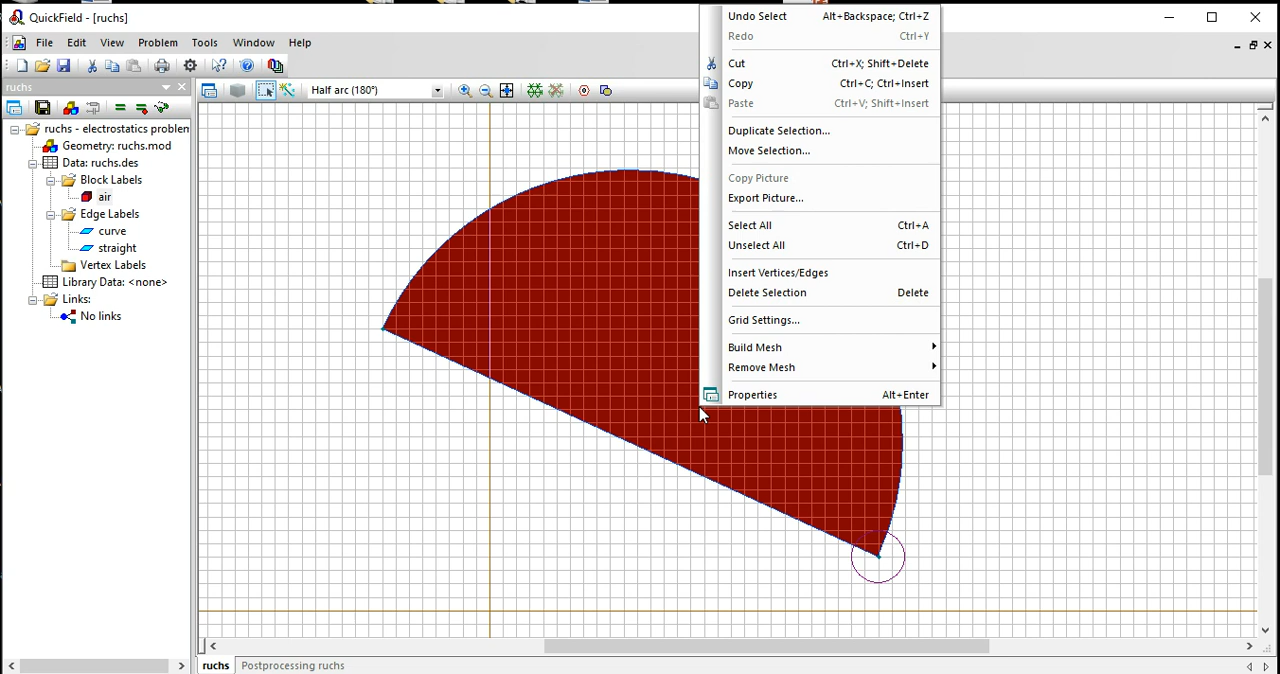 QuickField - [ruchs]
File Edit View Problem Tools Window Help
ruchs
Half arc (180°)
ruchs - electrostatics problem
Geometry: ruchs.mod
Data: ruchs.des
Block Labels
air
Edge Labels
curve
straight
Vertex Labels
Library Data: <none>
Links:
No links
Undo Select Alt+Backspace; Ctrl+Z
Redo Ctrl+Y
Cut Ctrl+X; Shift+Delete
Copy Ctrl+C; Ctrl+Insert
Paste Ctrl+V; Shift+Insert
Duplicate Selection...
Move Selection...
Copy Picture
Export Picture...
Select All Ctrl+A
Unselect All Ctrl+D
Insert Vertices/Edges
Delete Selection Delete
Grid Settings...
Build Mesh
Remove Mesh
Properties Alt+Enter
ruchs Postprocessing ruchs